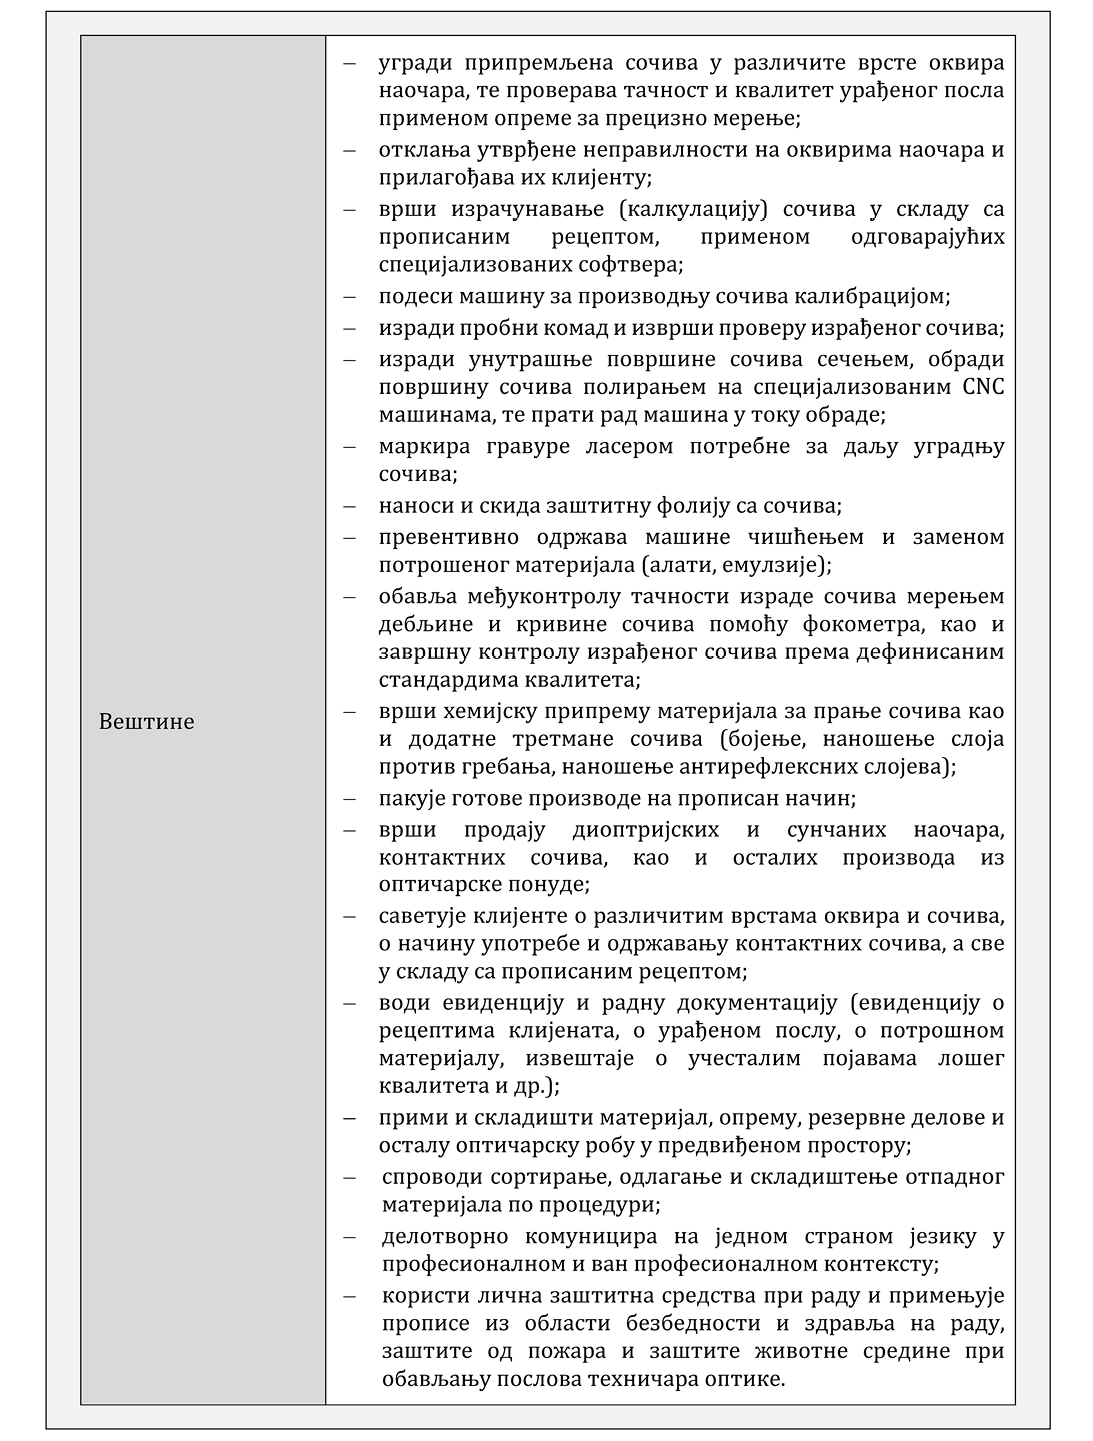 Вештине
– угради припремљена сочива у различите врсте оквира
наочара, те проверава тачност и квалитет урађеног посла
применом опреме за прецизно мерење;
– отклања утврђене неправилности на оквирима наочара и
прилагођава их клијенту;
– врши израчунавање (калкулацију) сочива у складу са
прописаним рецептом, применом одговарајућих
специјализованих софтвера;
– подеси машину за производњу сочива калибрацијом;
– изради пробни комад и изврши проверу израђеног сочива;
– изради унутрашње површине сочива сечењем, обради
површину сочива полирањем на специјализованим CNC
машинама, те прати рад машина у току обраде;
– маркира гравуре ласером потребне за даљу уградњу
сочива;
– наноси и скида заштитну фолију са сочива;
– превентивно одржава машине чишћењем и заменом
потрошеног материјала (алати, емулзије);
– обавља међуконтролу тачности израде сочива мерењем
дебљине и кривине сочива помоћу фокометра, као и
завршну контролу израђеног сочива према дефинисаним
стандардима квалитета;
– врши хемијску припрему материјала за прање сочива као
и додатне третмане сочива (бојење, наношење слоја
против гребања, наношење антирефлексних слојева);
– пакује готове производе на прописан начин;
– врши продају диоптријских и сунчаних наочара,
контактних сочива, као и осталих производа из
оптичарске понуде;
– саветује клијенте о различитим врстама оквира и сочива,
о начину употребе и одржавању контактних сочива, а све
у складу са прописаним рецептом;
– води евиденцију и радну документацију (евиденцију о
рецептима клијената, о урађеном послу, о потрошном
материјалу, извештаје о учесталим појавама лошег
квалитета и др.);
– прими и складишти материјал, опрему, резервне делове и
осталу оптичарску робу у предвиђеном простору;
– спроводи сортирање, одлагање и складиштење отпадног
материјала по процедури;
– делотворно комуницира на једном страном језику у
професионалном и ван професионалном контексту;
– користи лична заштитна средства при раду и примењује
прописе из области безбедности и здравља на раду,
заштите од пожара и заштите животне средине при
обављању послова техничара оптике.